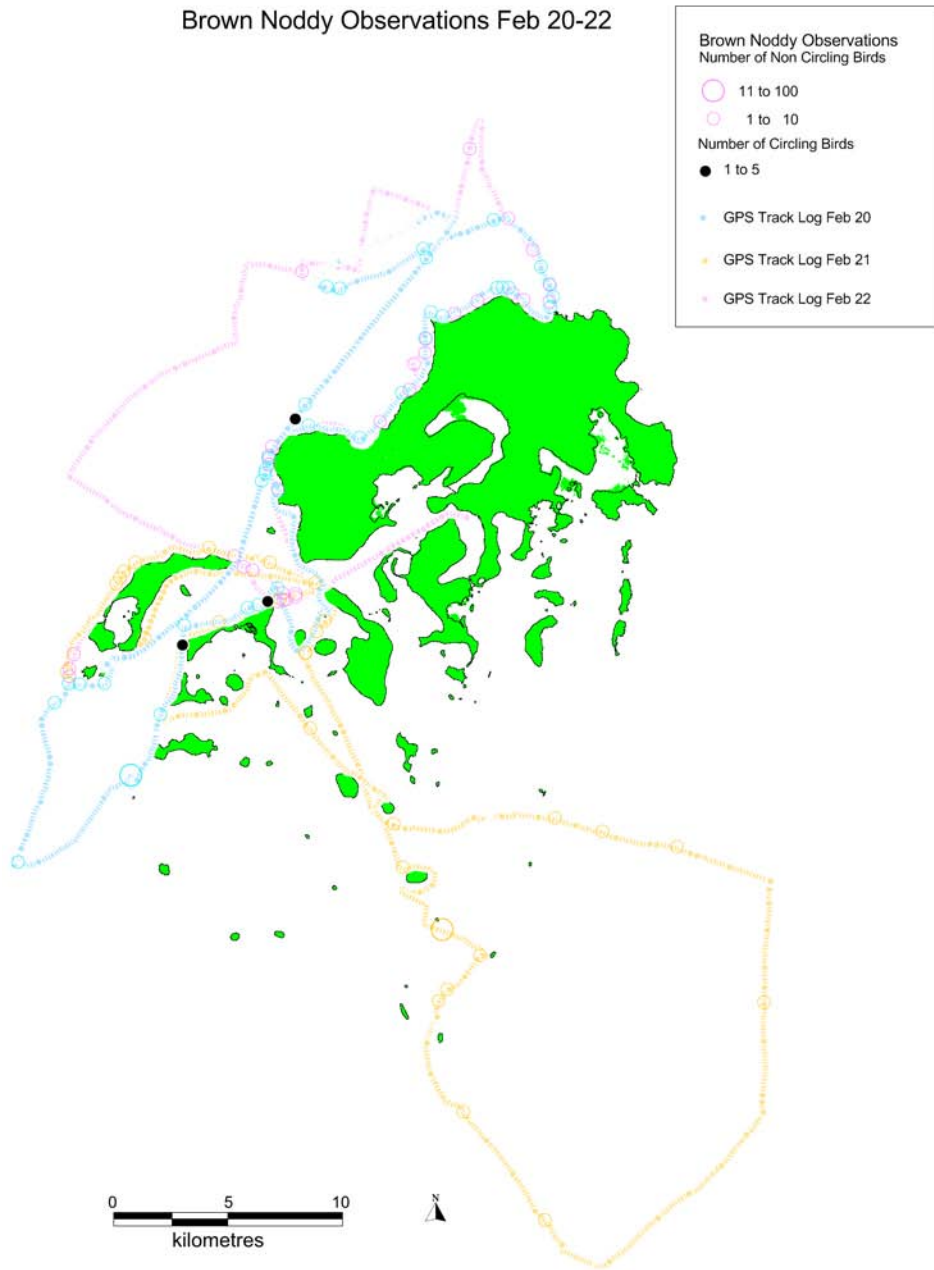 Brown Noddy Observations Feb 20-22
Brown Noddy Observations
Number of Non Circling Birds
11 to 100
1 to 10
Number of Circling Birds
1 to 5
GPS Track Log Feb 20
GPS Track Log Feb 21
GPS Track Log Feb 22
0 5 10
kilometres
N